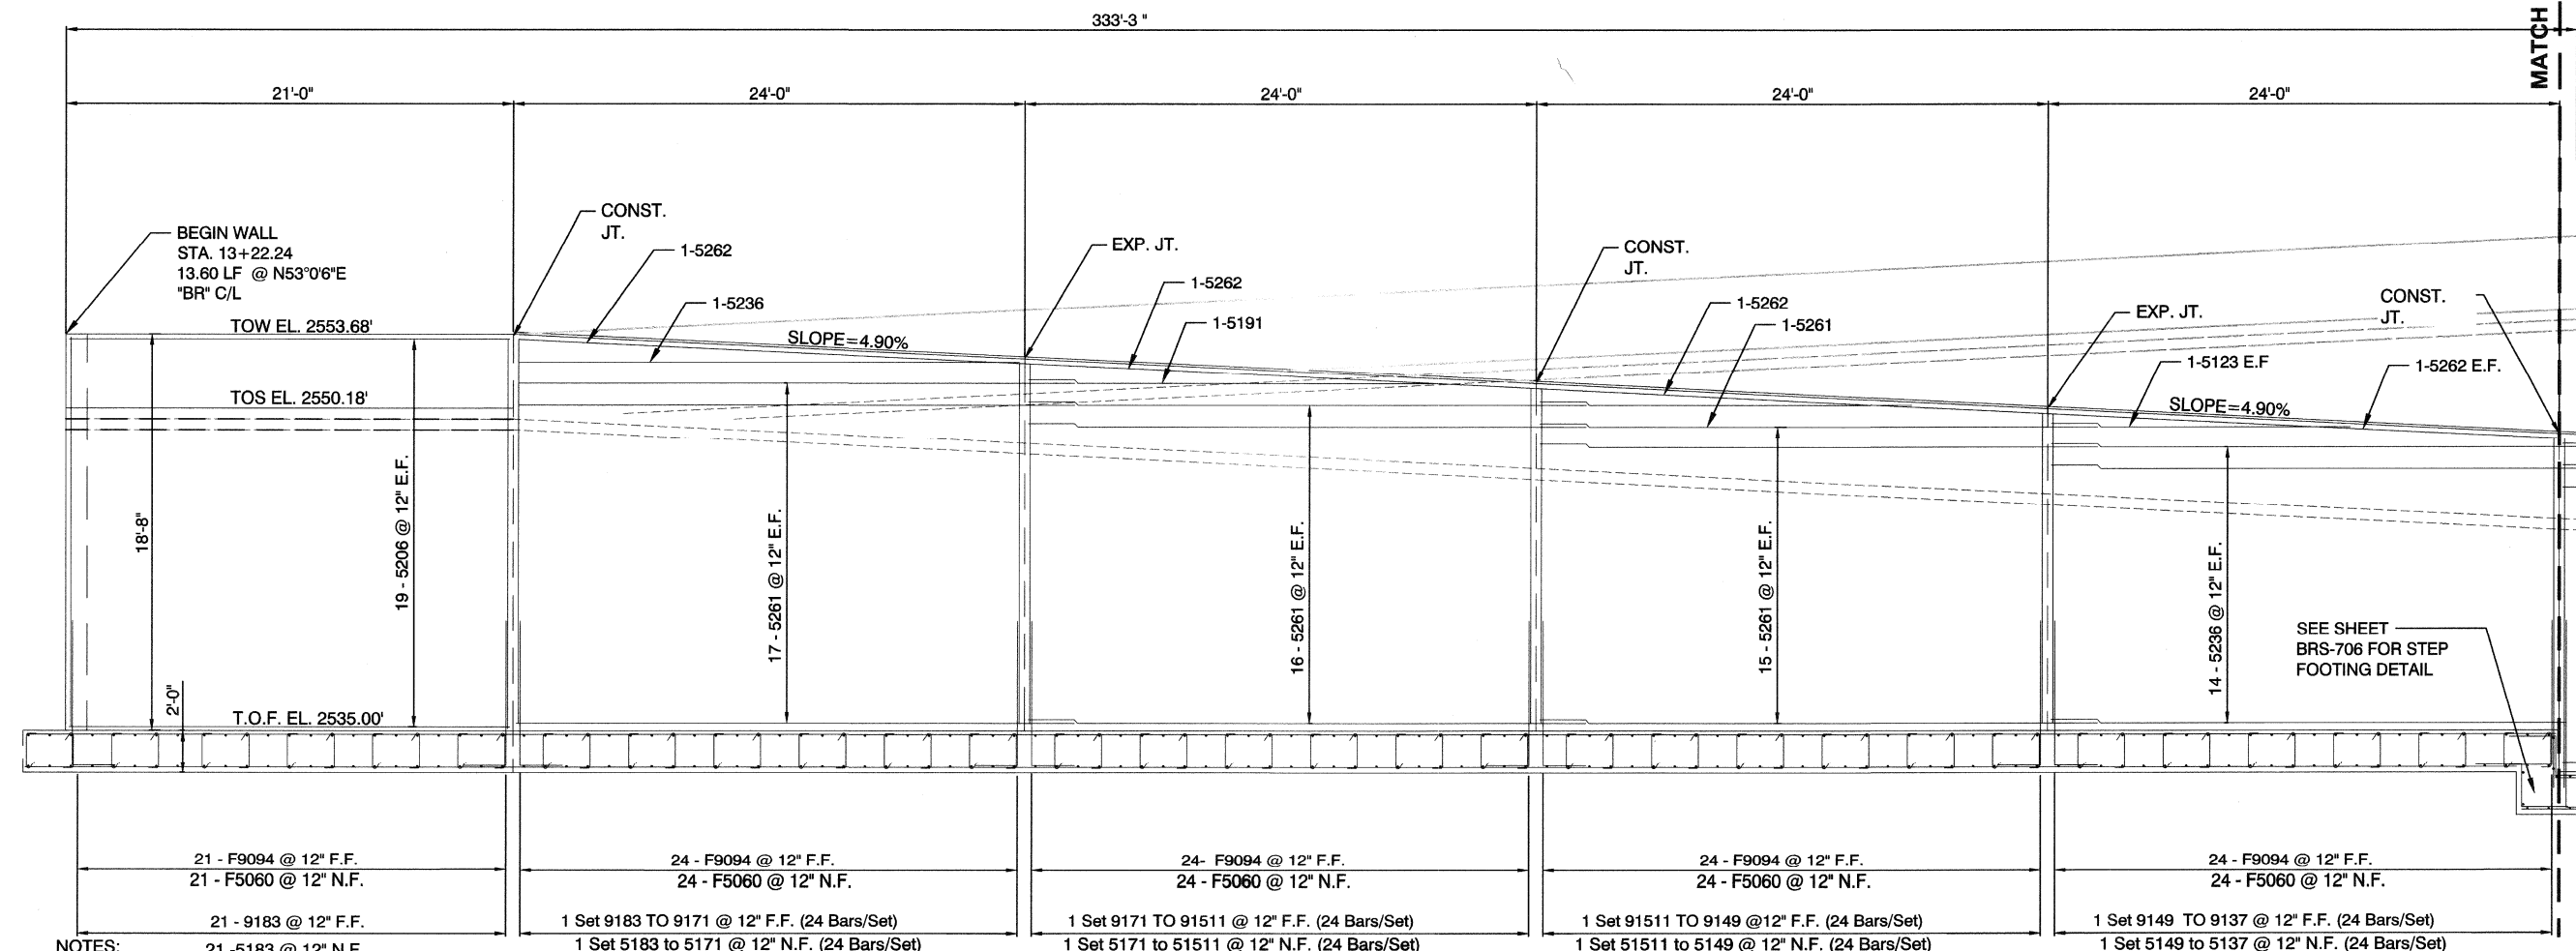 333'-3 "
MATCH
21'-0"
24'-0"
24'-0"
24'-0"
24'-0"
BEGIN WALL
STA. 13+22.24
13.60 LF @ N53°0'6"E
"BR" C/L
CONST.
JT.
1-5262
1-5236
EXP. JT.
1-5262
1-5191
CONST.
JT.
1-5262
1-5261
EXP. JT.
CONST.
JT.
1-5123 E.F
1-5262 E.F.
TOW EL. 2553.68'
SLOPE=4.90%
SLOPE=4.90%
TOS EL. 2550.18'
18'-8"
19 - 5206 @ 12" E.F.
17 - 5261 @ 12" E.F.
16 - 5261 @ 12" E.F.
15 - 5261 @ 12" E.F.
14 - 5236 @ 12" E.F.
SEE SHEET
BRS-706 FOR STEP
FOOTING DETAIL
2'-0"
T.O.F. EL. 2535.00'
21 - F9094 @ 12" F.F.
21 - F5060 @ 12" N.F.
24 - F9094 @ 12" F.F.
24 - F5060 @ 12" N.F.
24- F9094 @ 12" F.F.
24 - F5060 @ 12" N.F.
24 - F9094 @ 12" F.F.
24 - F5060 @ 12" N.F.
24 - F9094 @ 12" F.F.
24 - F5060 @ 12" N.F.
21 - 9183 @ 12" F.F.
21 -5183 @ 12" N.F.
1 Set 9183 TO 9171 @ 12" F.F. (24 Bars/Set)
1 Set 5183 to 5171 @ 12" N.F. (24 Bars/Set)
1 Set 9171 TO 91511 @ 12" F.F. (24 Bars/Set)
1 Set 5171 to 51511 @ 12" N.F. (24 Bars/Set)
1 Set 91511 TO 9149 @12" F.F. (24 Bars/Set)
1 Set 51511 to 5149 @ 12" N.F. (24 Bars/Set)
1 Set 9149 TO 9137 @ 12" F.F. (24 Bars/Set)
1 Set 5149 to 5137 @ 12" N.F. (24 Bars/Set)
NOTES: